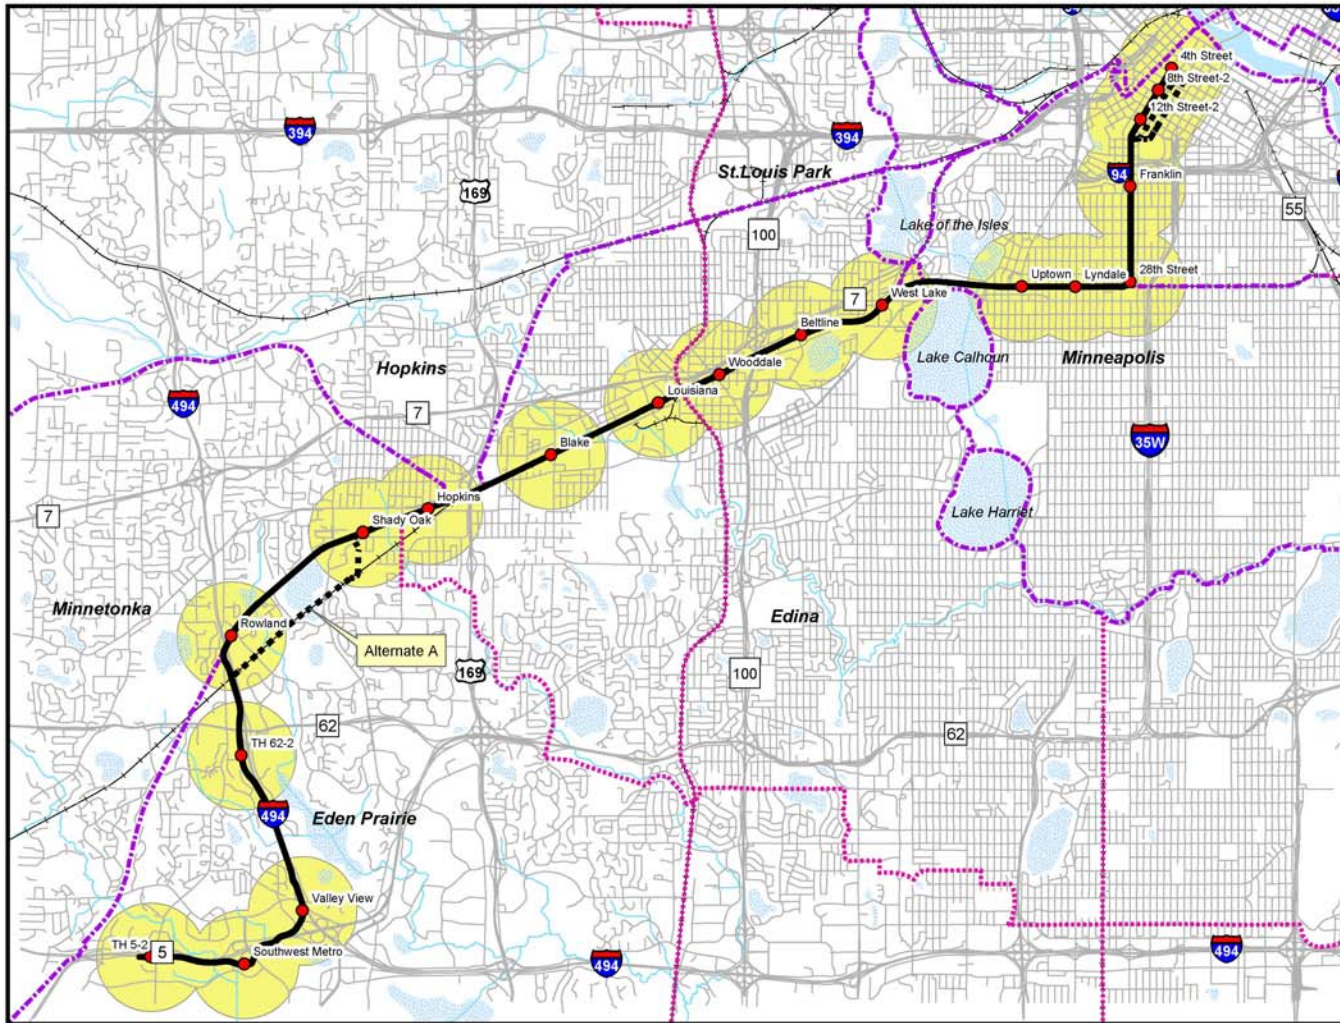 4th Street
8th Street-2
12th Street-2
394
394
169
St.Louis Park
94
Franklin
55
100
Lake of the Isles
Uptown
Lyndale
28th Street
7
West Lake
Beltline
Lake Calhoun
Minneapolis
Wooddale
Hopkins
Louisiana
494
7
35W
Blake
Hopkins
7
Shady Oak
Lake Harriet
Minnetonka
Rowland
Edina
Alternate A
169
100
62
62
TH 62-2
494
Eden Prairie
Valley View
TH 5-2
5
Southwest Metro
494
494